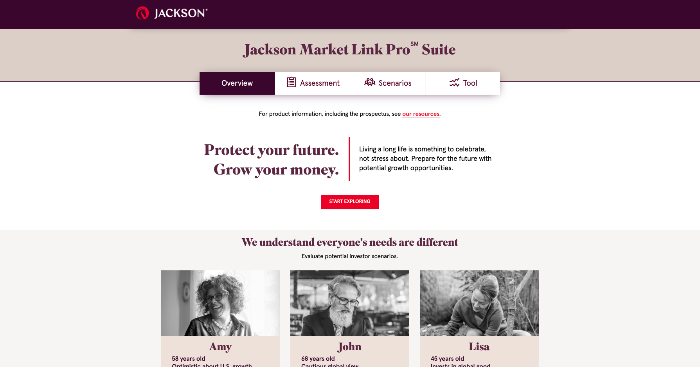 JACKSON®
Jackson Market Link Pro℠ Suite
Overview
Assessment
Scenarios
Tool
For product information, including the prospectus, see our resources.
Protect your future.
Grow your money.
Living a long life is something to celebrate,
not stress about. Prepare for the future with
potential growth opportunities.
START EXPLORING
We understand everyone's needs are different
Evaluate potential investor scenarios.
Amy
58 years old
Optimistic about U.S. growth
John
68 years old
Cautious global view
Lisa
45 years old
Invests in global good